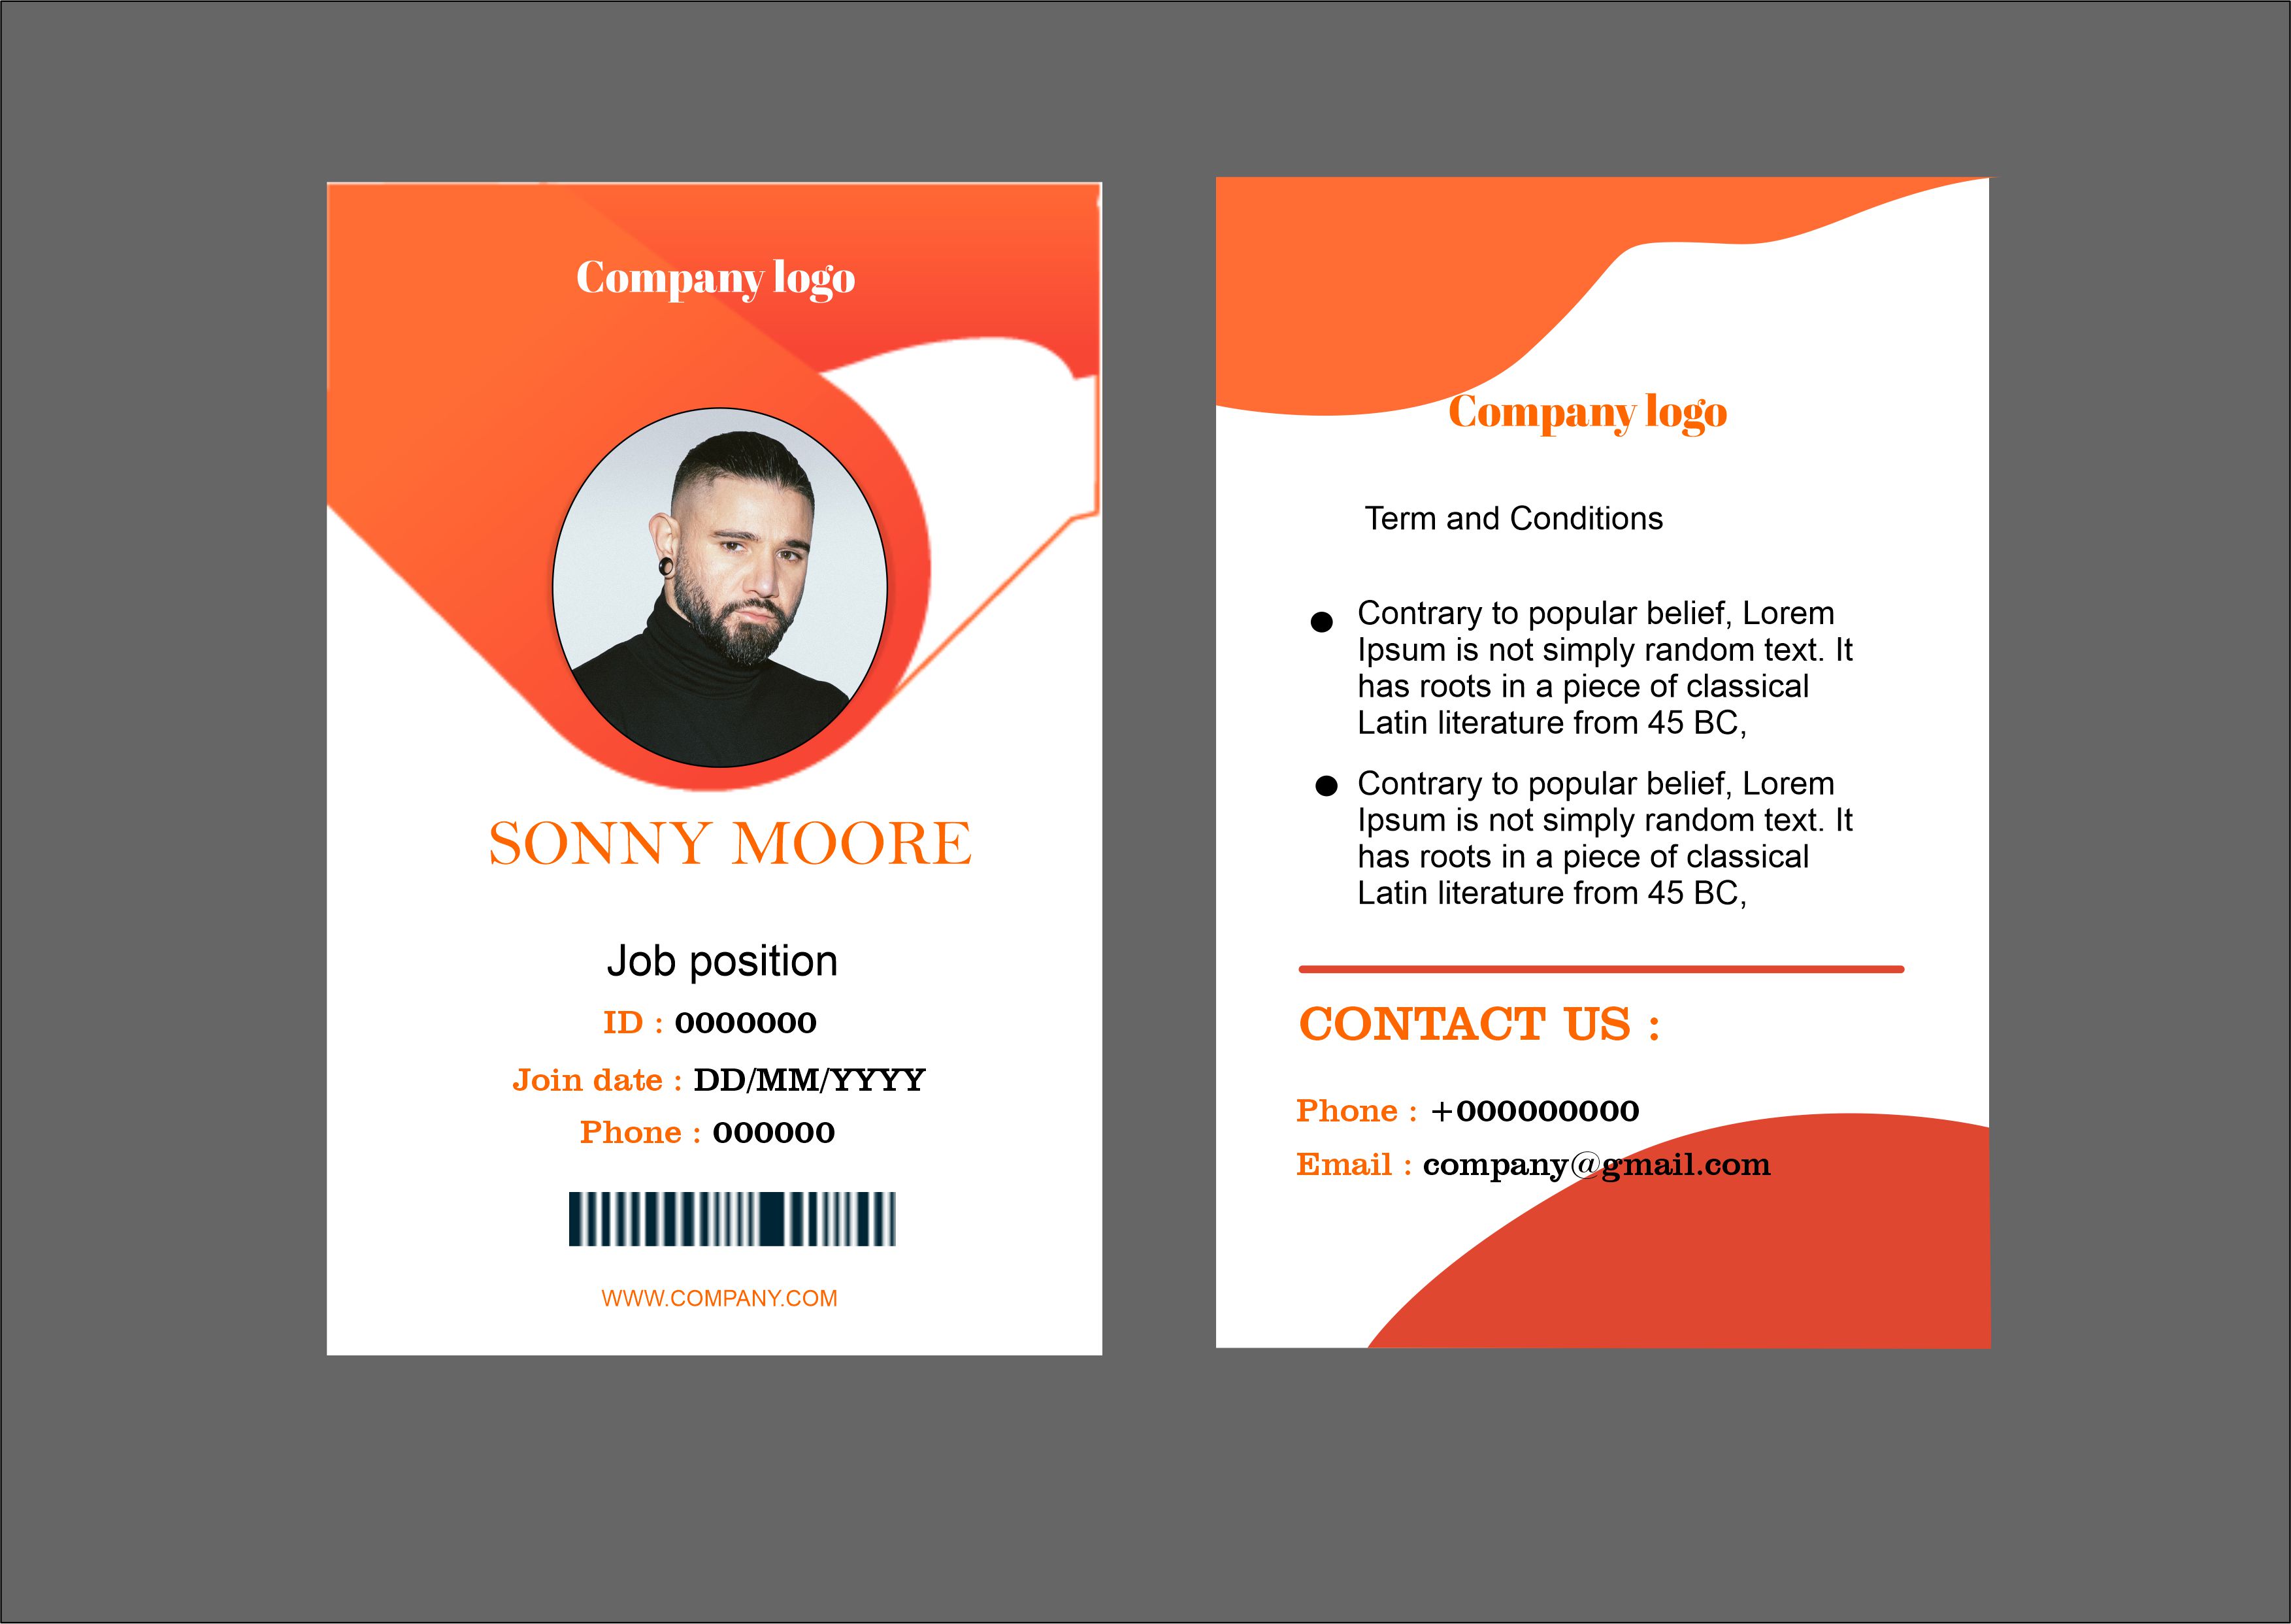 Company logo
SONNY MOORE
Job position
ID : 0000000
Join date : DD/MM/YYYY
Phone : 000000
WWW.COMPANY.COM
Company logo
Term and Conditions
Contrary to popular belief, Lorem
Ipsum is not simply random text. It
has roots in a piece of classical
Latin literature from 45 BC,
Contrary to popular belief, Lorem
Ipsum is not simply random text. It
has roots in a piece of classical
Latin literature from 45 BC,
CONTACT US :
Phone : +000000000
Email : company@gmail.com